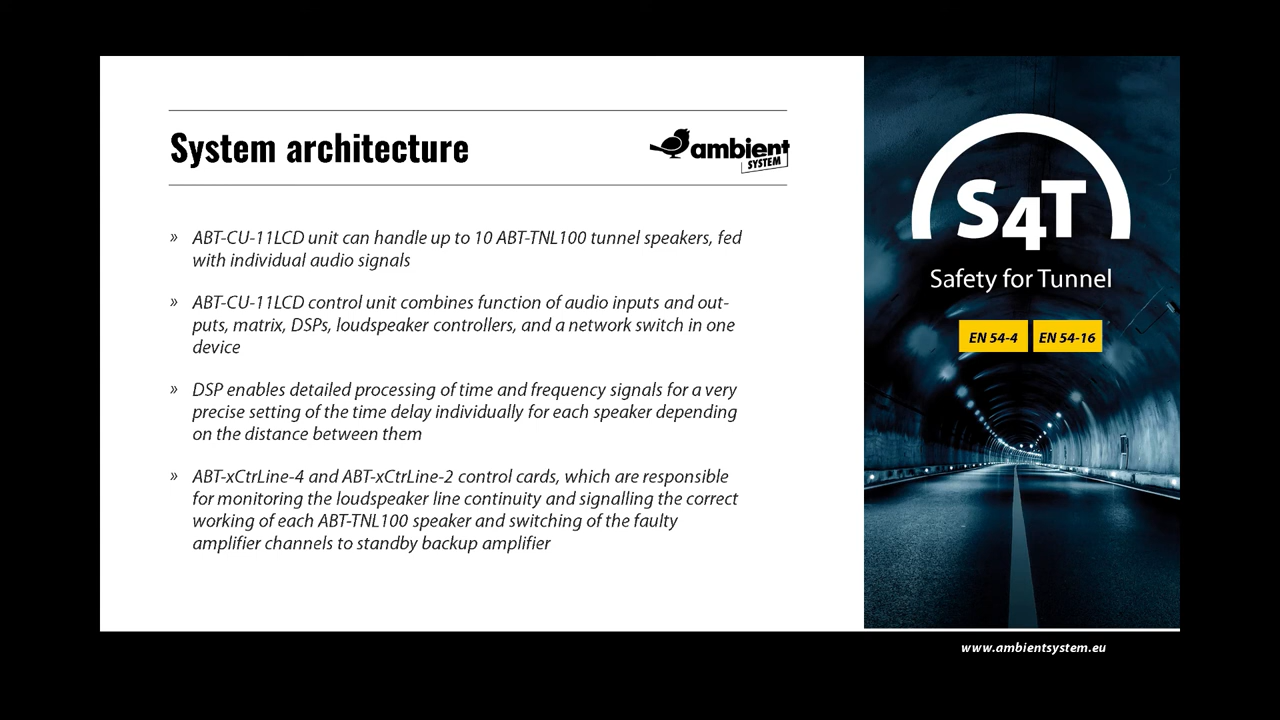 System architecture
ambient
SYSTEM
» ABT-CU-11LCD unit can handle up to 10 ABT-TNL100 tunnel speakers, fed
with individual audio signals
» ABT-CU-11LCD control unit combines function of audio inputs and out-
puts, matrix, DSPs, loudspeaker controllers, and a network switch in one
device
» DSP enables detailed processing of time and frequency signals for a very
precise setting of the time delay individually for each speaker depending
on the distance between them
» ABT-xCtrLine-4 and ABT-xCtrLine-2 control cards, which are responsible
for monitoring the loudspeaker line continuity and signalling the correct
working of each ABT-TNL100 speaker and switching of the faulty
amplifier channels to standby backup amplifier
S4T
Safety for Tunnel
EN 54-4 EN 54-16
www.ambientsystem.eu